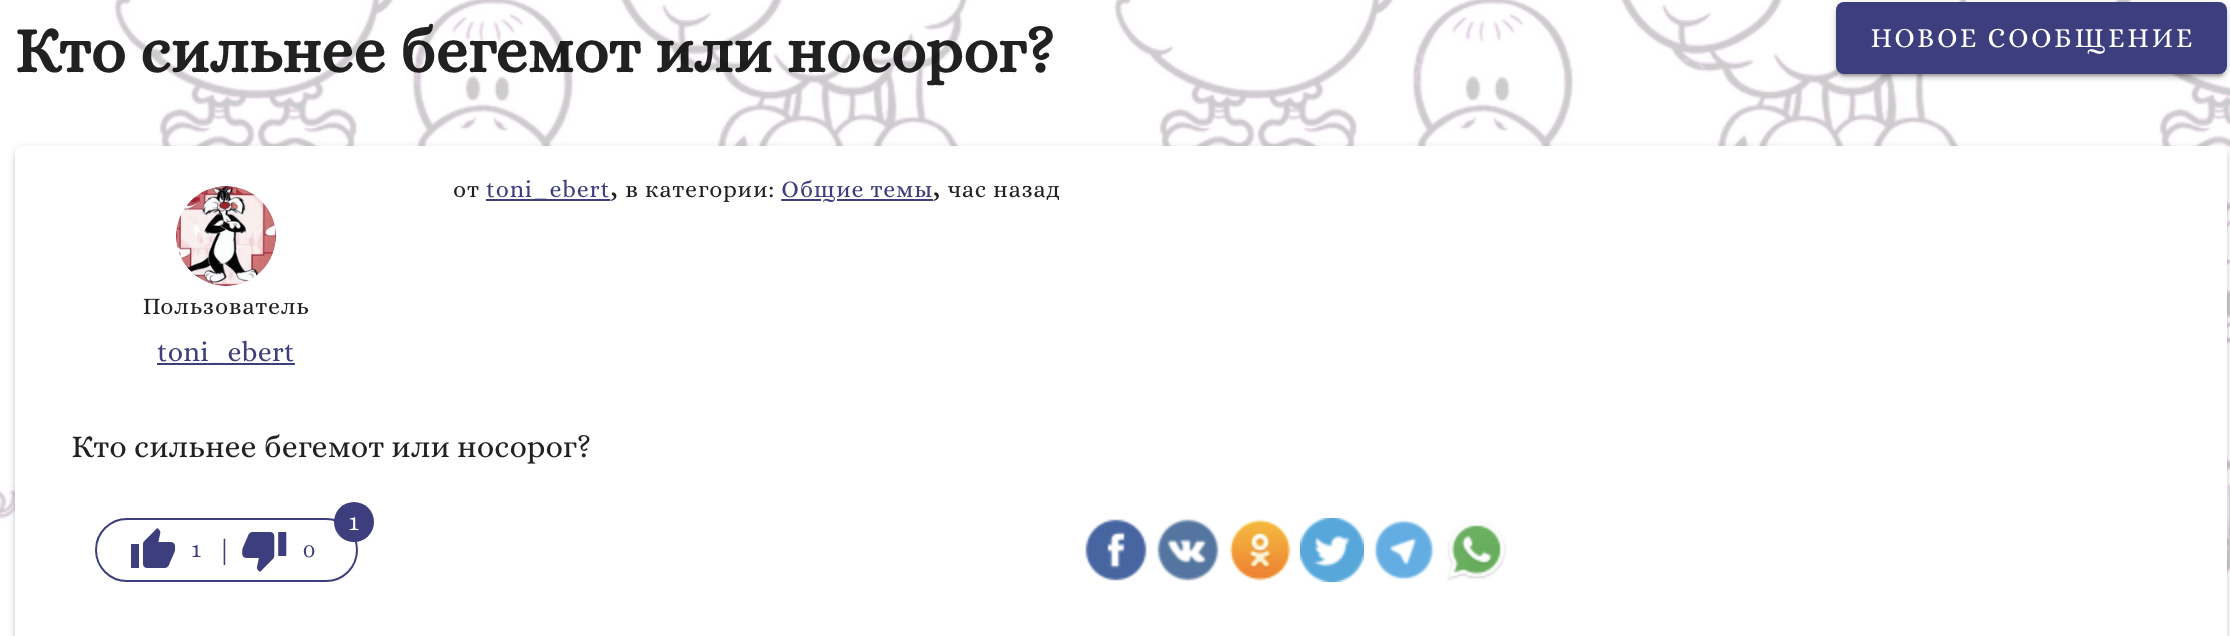 Кто сильнее бегемот или носорог?
НОВОЕ СООБЩЕНИЕ
от toni_ebert, в категории: Общие темы, час назад
Пользователь
toni_ebert
Кто сильнее бегемот или носорог?
1
1 | 0